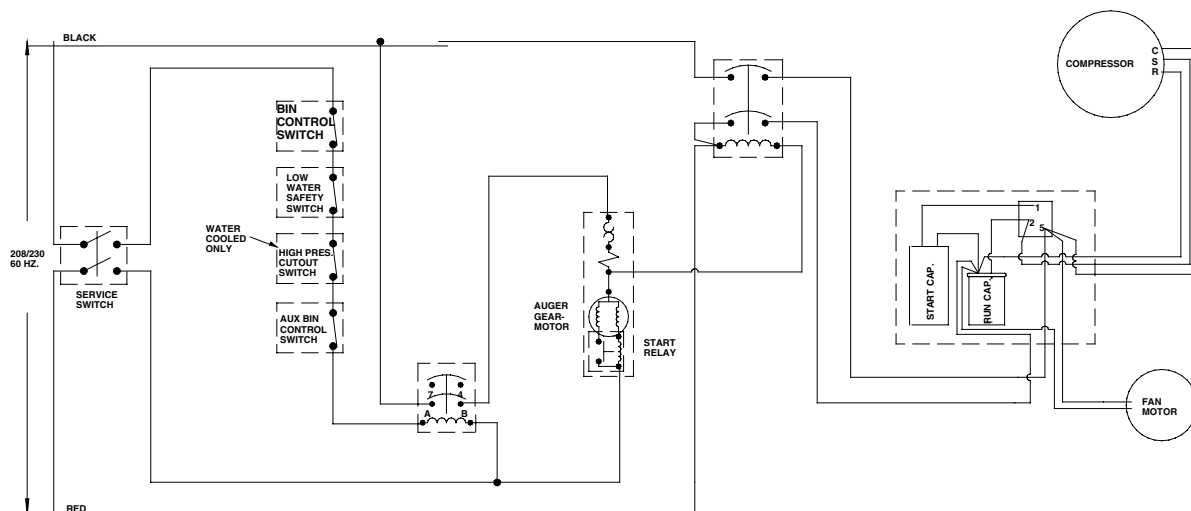 BLACK
COMPRESSOR
C
S
R
BIN
CONTROL
SWITCH
LOW
WATER
SAFETY
SWITCH
WATER
COOLED
ONLY
HIGH PRES.
CUTOUT
SWITCH
208/230
60 HZ.
SERVICE
SWITCH
AUX BIN
CONTROL
SWITCH
AUGER
GEAR-
MOTOR
START
RELAY
1
2
5
START CAP.
RUN CAP.
7
4
A
B
FAN
MOTOR
RED